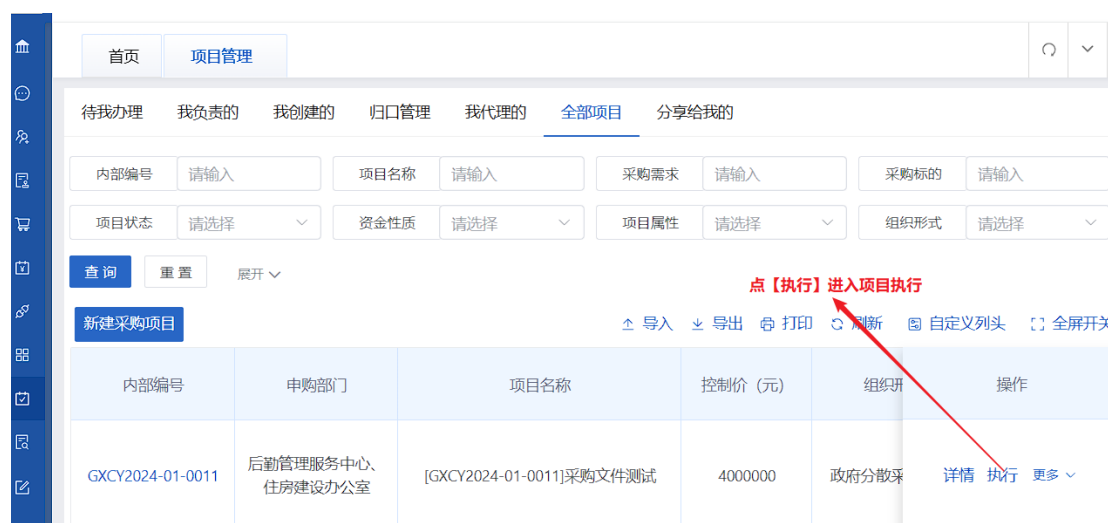 首页 项目管理
待我办理 我负责的 我创建的 归口管理 我代理的 全部项目 分享给我的
内部编号 请输入 项目名称 请输入 采购需求 请输入 采购标的 请输入
项目状态 请选择 资金性质 请选择 项目属性 请选择 组织形式 请选择
查询 重置 展开
点【执行】进入项目执行
新建采购项目 导入 导出 打印 刷新 自定义列头 全屏开关
内部编号 申购部门 项目名称 控制价（元） 组织形 操作
GXCY2024-01-0011 后勤管理服务中心、 [GXCY2024-01-0011]采购文件测试 4000000 政府分散采 详情 执行 更多
住房建设办公室